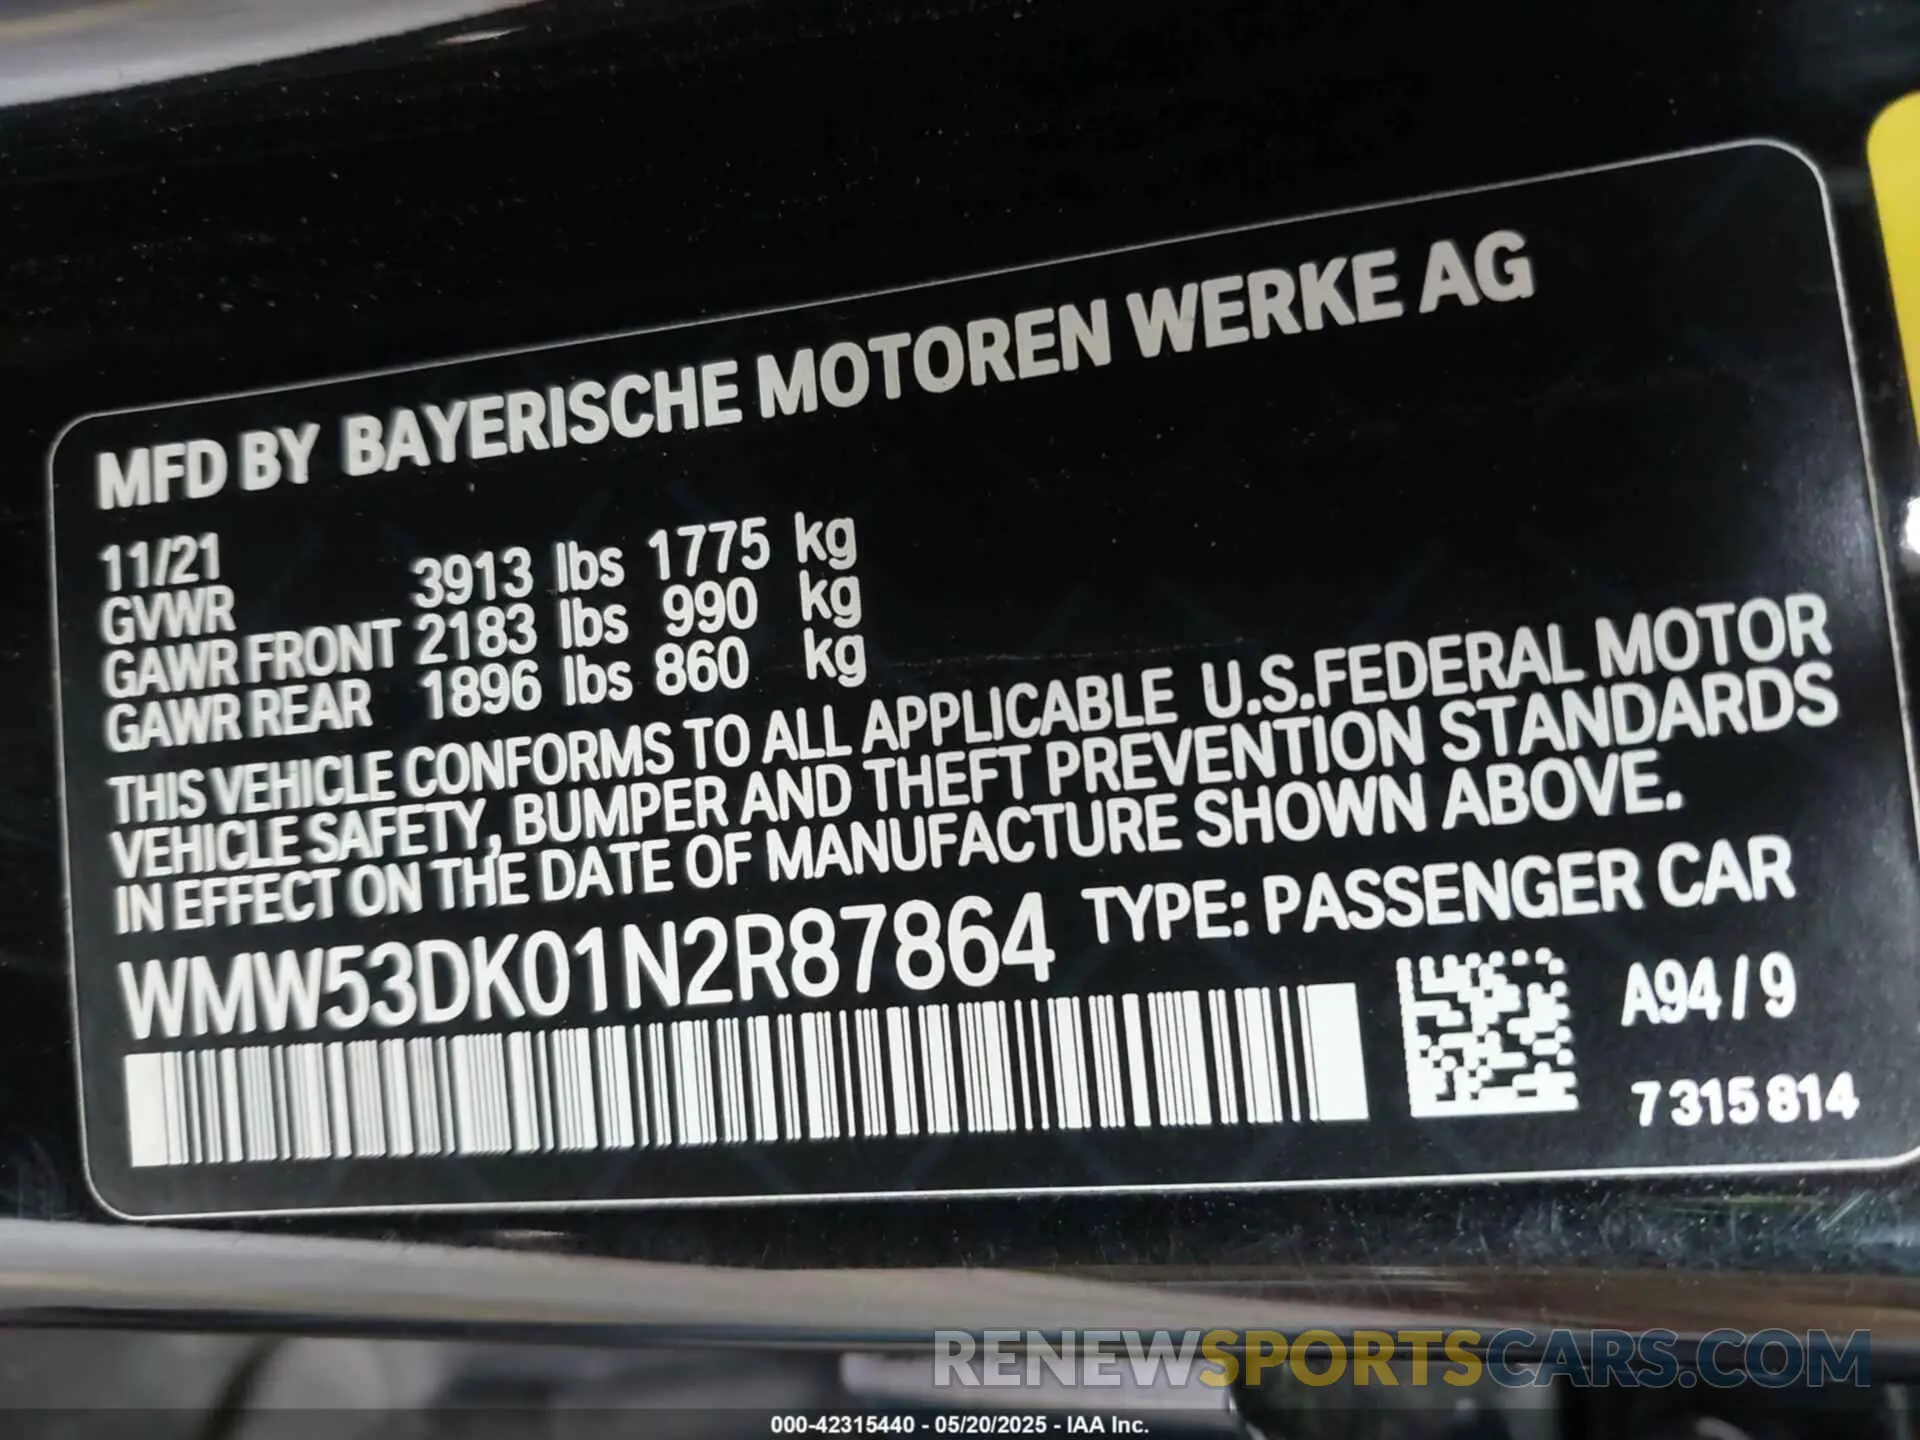 MFD BY BAYERISCHE MOTOREN WERKE AG
11/21
GVWR 3913 lbs 1775 kg
GAWR FRONT 2183 lbs 990 kg
GAWR REAR 1896 lbs 860 kg
THIS VEHICLE CONFORMS TO ALL APPLICABLE U.S.FEDERAL MOTOR
VEHICLE SAFETY, BUMPER AND THEFT PREVENTION STANDARDS
IN EFFECT ON THE DATE OF MANUFACTURE SHOWN ABOVE.
WMW53DK01N2R87864 TYPE: PASSENGER CAR
A94/9
7 315 814
RENEWSPORTSCARS.COM
000-42315440 - 05/20/2025 - IAA Inc.